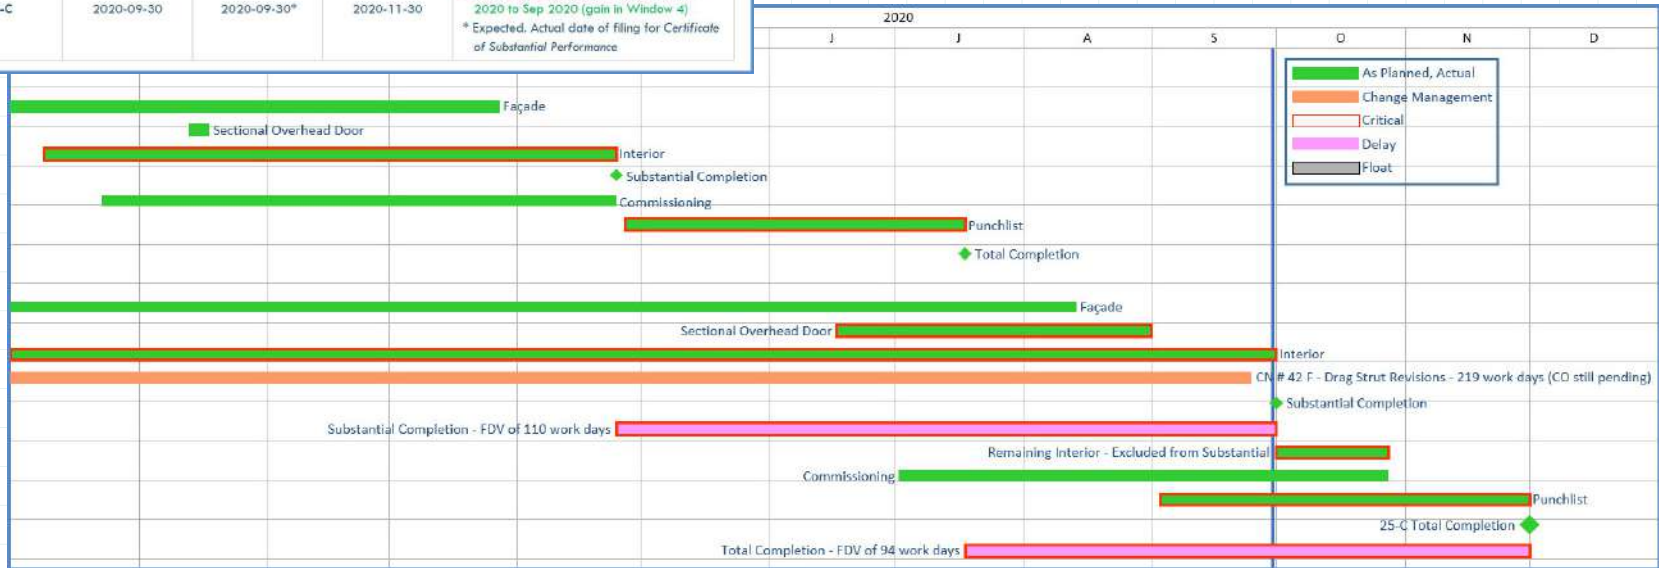 -C 2020-09-30 2020-09-30* 2020-11-30 2020 to Sep 2020 (gain in Window 4)
* Expected. Actual date of filing for Certificate
of Substantial Performance
2020
J J A S O N D
As Planned, Actual
Change Management
Critical
Delay
Float
Façade
Sectional Overhead Door
Interior
Substantial Completion
Commissioning
Punchlist
Total Completion
Façade
Sectional Overhead Door
Interior
CN # 42 F - Drag Strut Revisions - 219 work days (CO still pending)
Substantial Completion
Substantial Completion - FDV of 110 work days
Remaining Interior - Excluded from Substantial
Commissioning
Punchlist
25-C Total Completion
Total Completion - FDV of 94 work days